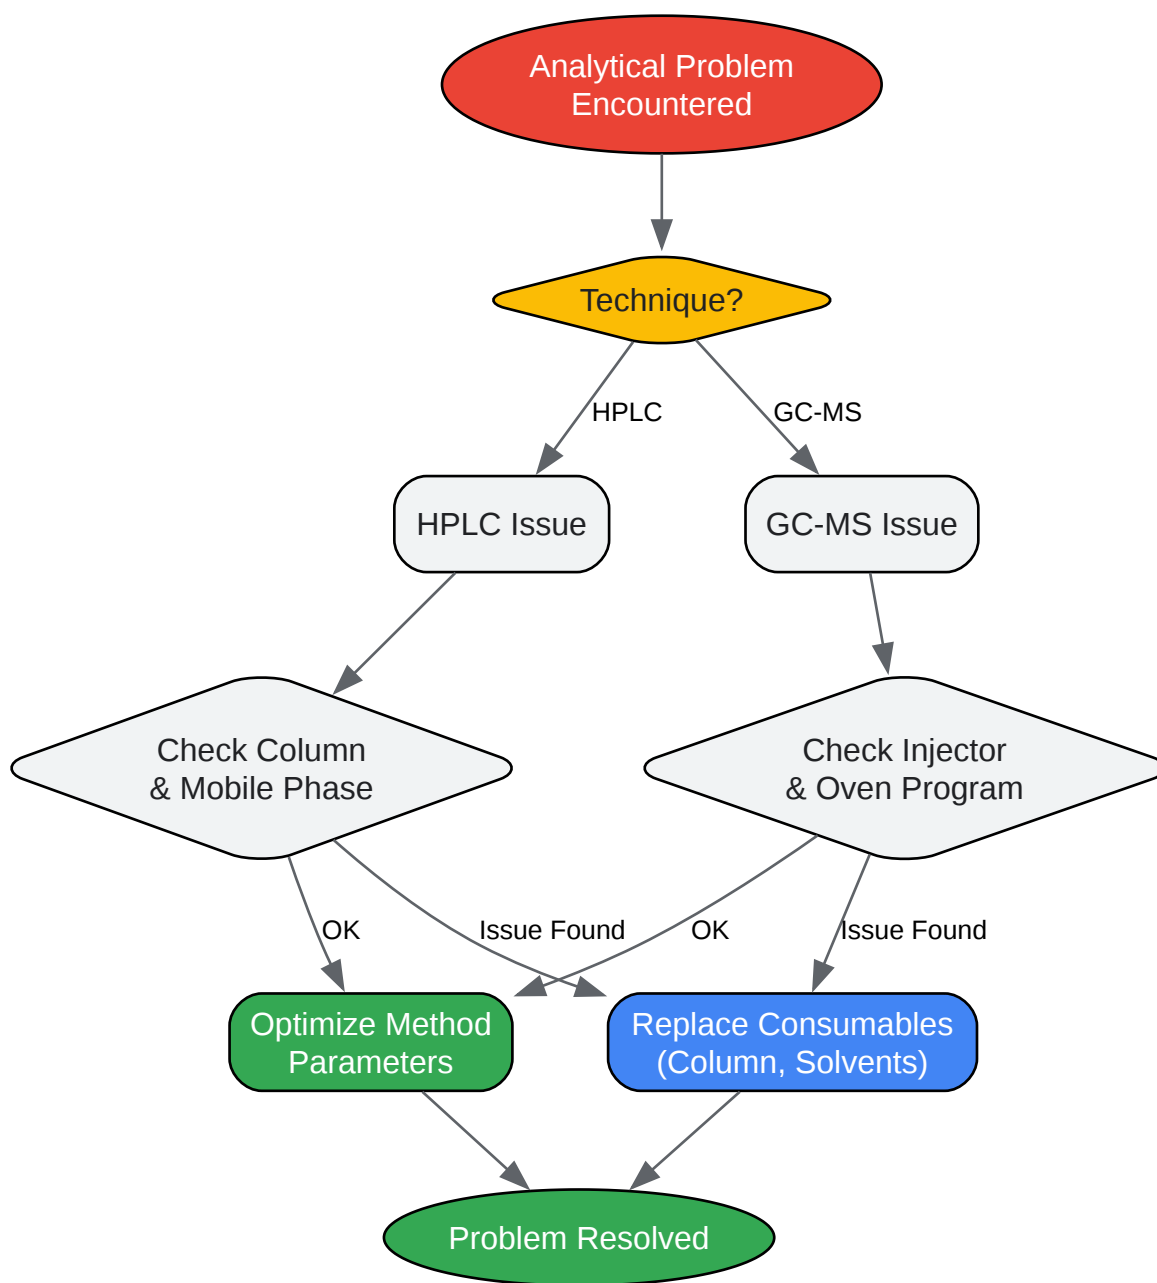 Analytical Problem
Encountered
Technique?
HPLC
GC-MS
HPLC Issue
GC-MS Issue
Check Column
& Mobile Phase
Check Injector
& Oven Program
OK
Issue Found
OK
Issue Found
Optimize Method
Parameters
Replace Consumables
(Column, Solvents)
Problem Resolved